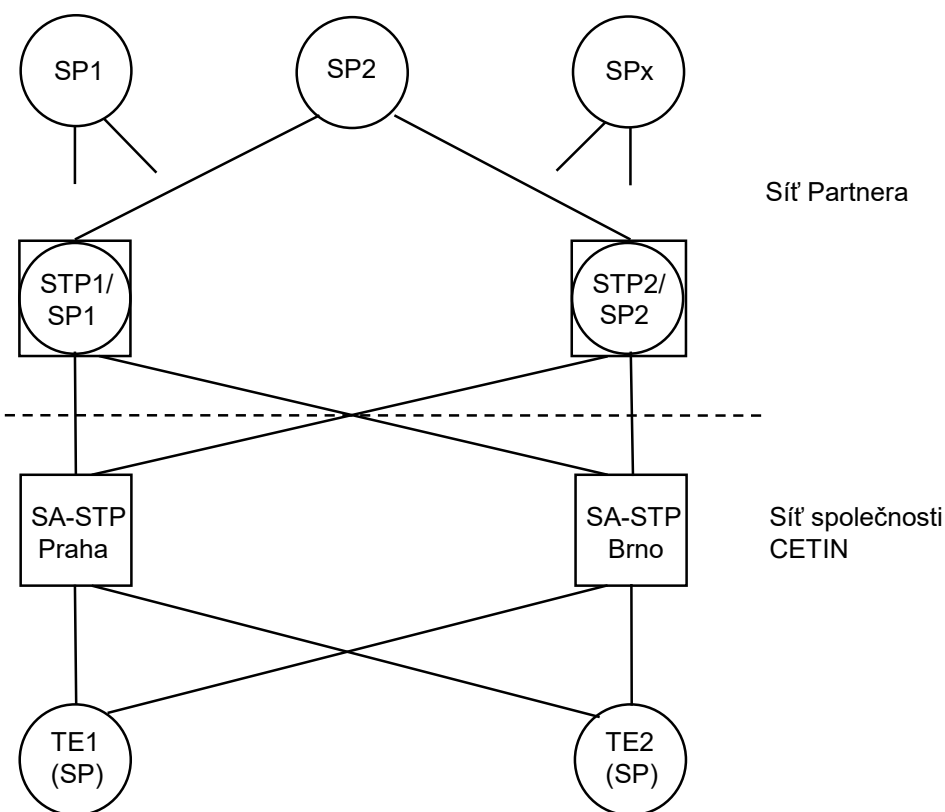 SP1
SP2
SPx
Síť Partnera
STP1/
SP1
STP2/
SP2
SA-STP
Praha
SA-STP
Brno
Síť společnosti
CETIN
TE1
(SP)
TE2
(SP)